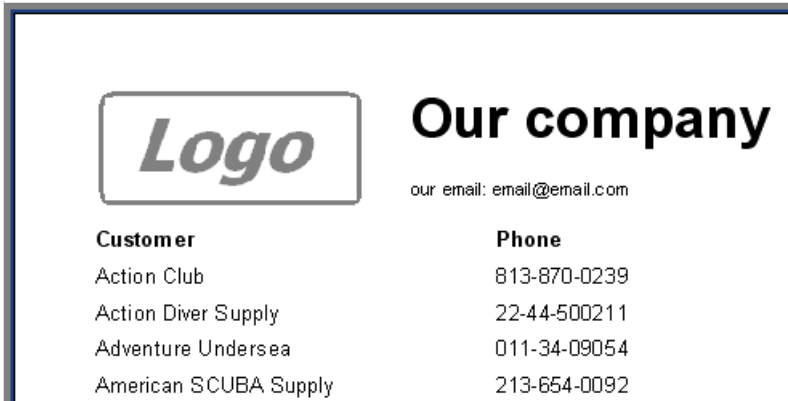 Logo
Our company
our email: email@email.com
Customer Phone
Action Club 813-870-0239
Action Diver Supply 22-44-500211
Adventure Undersea 011-34-09054
American SCUBA Supply 213-654-0092